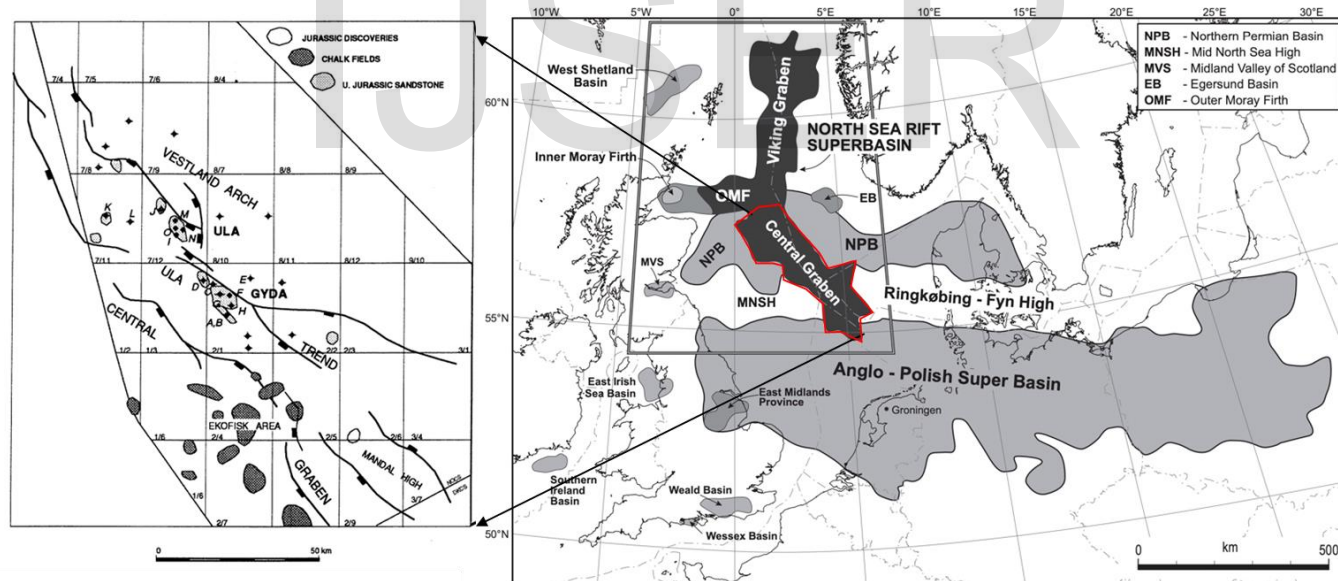 IJSER
JURASSIC DISCOVERIES
CHALK FIELDS
U. JURASSIC SANDSTONE
7/4
7/5
7/6
8/4
VESTLAND ARCH
7/8
7/9
8/7
8/8
8/9
K
L
J
M
O
N
I
ULA
7/11
7/12
8/10
9/10
ULA
D
C
E
F
GYDA
G
H
A,B
CENTRAL
TREND
1/2
1/3
2/1
2/2
2/3
3/1
EKOFISK AREA
1/6
2/4
2/5
2/6
3/4
MANDAL HIGH
GRABEN
NOCS
DKCS
1/6
3/7
2/7
2/9
0
50 km
10°W
5°W
0°
5°E
10°E
15°E
20°E
25°E
30°E
NPB - Northern Permian Basin
MNSH - Mid North Sea High
MVS - Midland Valley of Scotland
EB - Egersund Basin
OMF - Outer Moray Firth
West Shetland
Basin
60°N
Viking Graben
NORTH SEA RIFT
SUPERBASIN
Inner Moray Firth
OMF
EB
NPB
Central Graben
NPB
MVS
MNSH
Ringkøbing - Fyn High
55°N
Anglo - Polish Super Basin
East Irish
Sea Basin
East Midlands
Province
Groningen
Southern
Ireland
Basin
Weald Basin
50°N
Wessex Basin
0
km
500